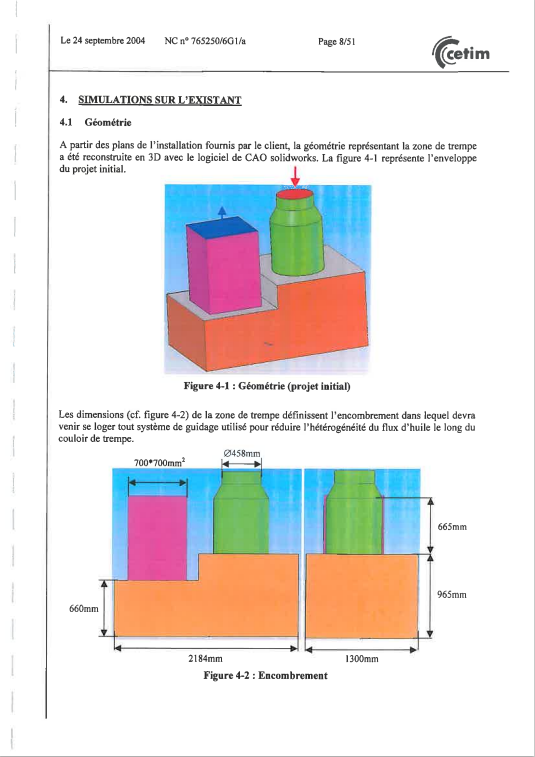 Le 24 septembre 2004 NC n° 765250/6G1/a Page 8/51
cetim
4. SIMULATIONS SUR L'EXISTANT
4.1 Géométrie
A partir des plans de l'installation fournis par le client, la géométrie représentant la zone de trempe
a été reconstruite en 3D avec le logiciel de CAO solidworks. La figure 4-1 représente l'enveloppe
du projet initial.
Figure 4-1 : Géométrie (projet initial)
Les dimensions (cf. figure 4-2) de la zone de trempe définissent l'encombrement dans lequel devra
venir se loger tout système de guidage utilisé pour réduire l'hétérogénéité du flux d'huile le long du
couloir de trempe.
700*700mm²
Ø458mm
665mm
965mm
660mm
2184mm
1300mm
Figure 4-2 : Encombrement